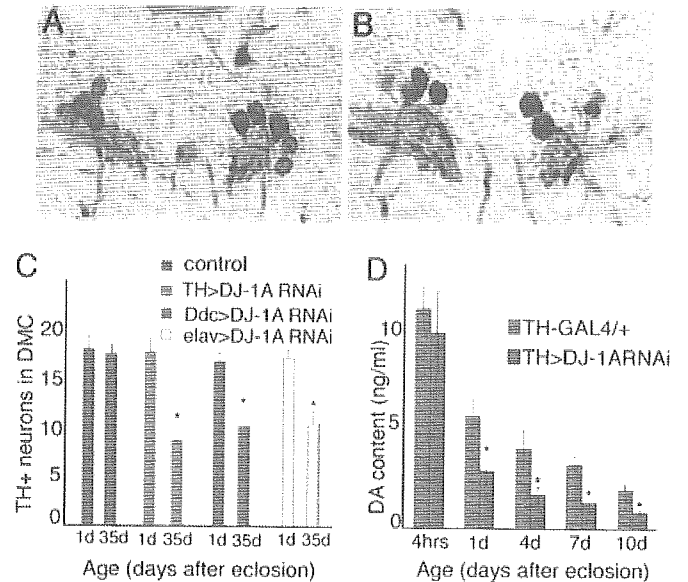 A
B
C
control
TH>DJ-1A RNAi
Ddc>DJ-1A RNAi
elav>DJ-1A RNAi
TH+ neurons in DMC
20
15
10
5
0
* * *
1d 35d 1d 35d 1d 35d 1d 35d
Age (days after eclosion)
D
TH-GAL4/+
TH>DJ-1ARNAi
DA content (ng/ml)
10
5
0
* * * *
4hrs 1d 4d 7d 10d
Age (days after eclosion)